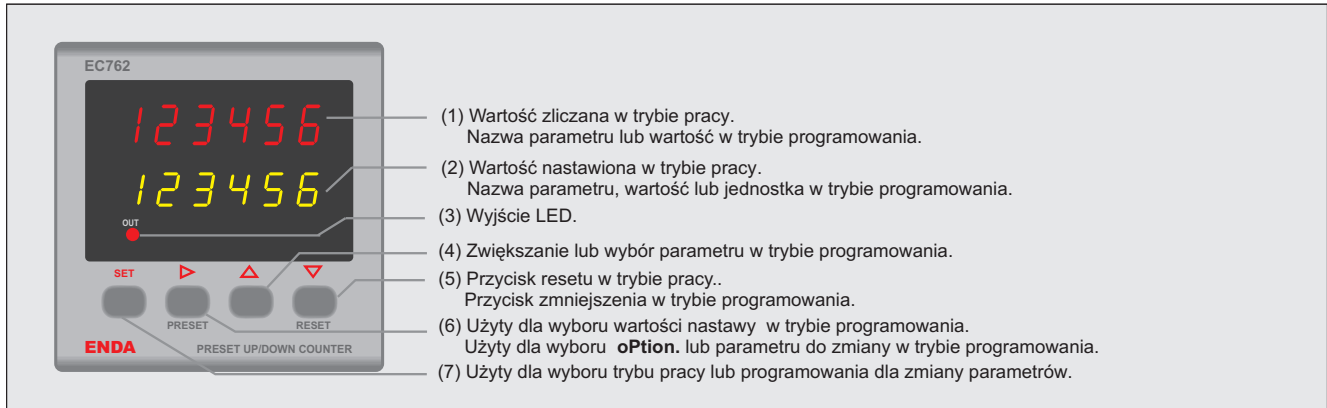 EC762
123456
123456
OUT
SET
PRESET
RESET
ENDA
PRESET UP/DOWN COUNTER
(1) Wartość zliczana w trybie pracy.
Nazwa parametru lub wartość w trybie programowania.
(2) Wartość nastawiona w trybie pracy.
Nazwa parametru, wartość lub jednostka w trybie programowania.
(3) Wyjście LED.
(4) Zwiększanie lub wybór parametru w trybie programowania.
(5) Przycisk resetu w trybie pracy..
Przycisk zmniejszenia w trybie programowania.
(6) Użyty dla wyboru wartości nastawy w trybie programowania.
Użyty dla wyboru oPtion. lub parametru do zmiany w trybie programowania.
(7) Użyty dla wyboru trybu pracy lub programowania dla zmiany parametrów.